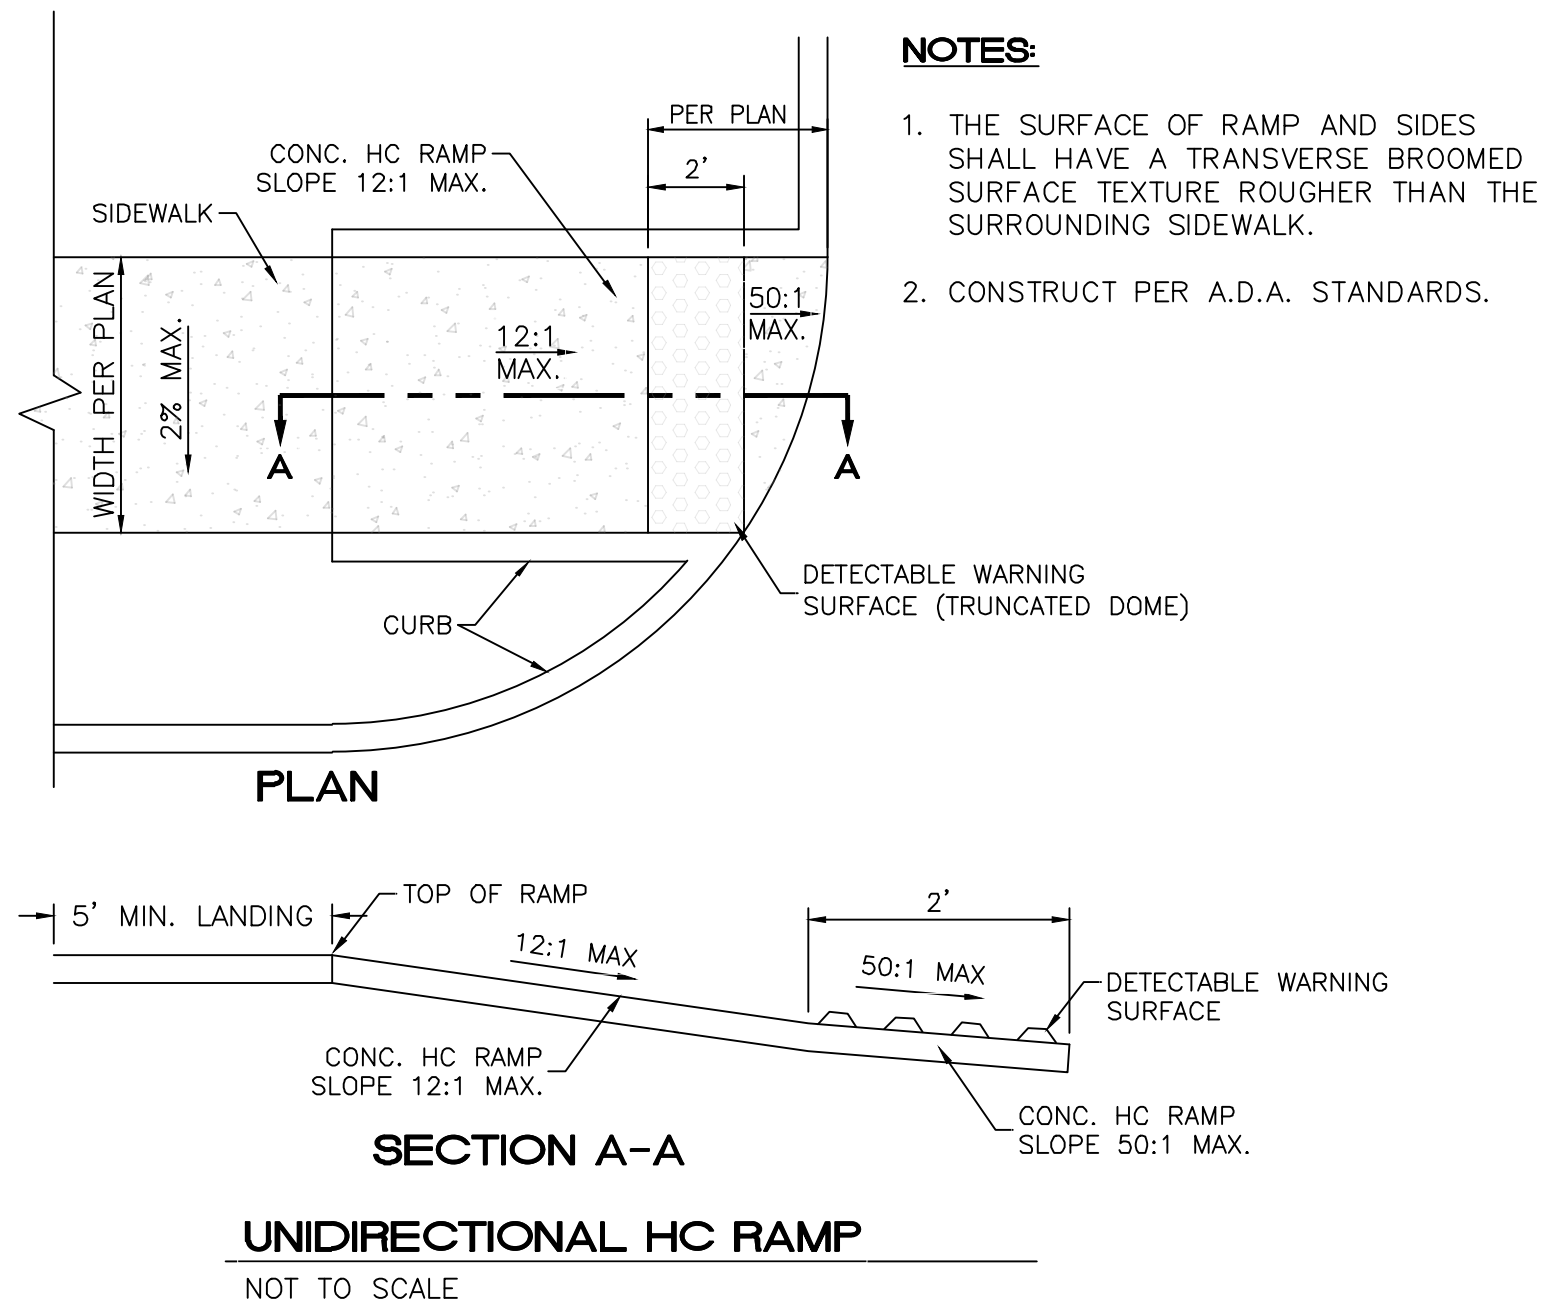 NOTES:
1. THE SURFACE OF RAMP AND SIDES
SHALL HAVE A TRANSVERSE BROOMED
SURFACE TEXTURE ROUGHER THAN THE
SURROUNDING SIDEWALK.
2. CONSTRUCT PER A.D.A. STANDARDS.
PER PLAN
2'
CONC. HC RAMP
SLOPE 12:1 MAX.
SIDEWALK
WIDTH PER PLAN
2% MAX.
12:1
MAX.
50:1
MAX.
A
A
DETECTABLE WARNING
SURFACE (TRUNCATED DOME)
CURB
PLAN
5' MIN. LANDING
TOP OF RAMP
12:1 MAX
2'
50:1 MAX
DETECTABLE WARNING
SURFACE
CONC. HC RAMP
SLOPE 12:1 MAX.
CONC. HC RAMP
SLOPE 50:1 MAX.
SECTION A-A
UNIDIRECTIONAL HC RAMP
NOT TO SCALE